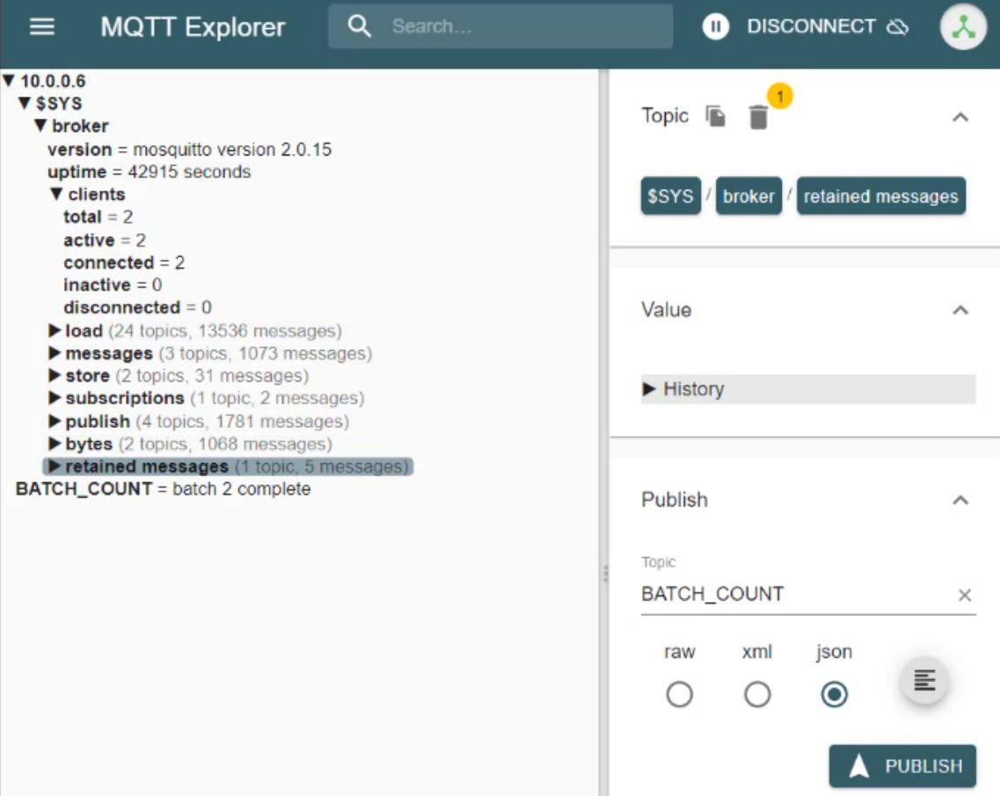 MQTT Explorer
Search...
DISCONNECT
10.0.0.6
$SYS
broker
version = mosquitto version 2.0.15
uptime = 42915 seconds
clients
total = 2
active = 2
connected = 2
inactive = 0
disconnected = 0
load (24 topics, 13536 messages)
messages (3 topics, 1073 messages)
store (2 topics, 31 messages)
subscriptions (1 topic, 2 messages)
publish (4 topics, 1781 messages)
bytes (2 topics, 1068 messages)
retained messages (1 topic, 5 messages)
BATCH_COUNT = batch 2 complete
Topic
1
$SYS / broker / retained messages
Value
History
Publish
Topic
BATCH_COUNT
raw xml json
PUBLISH